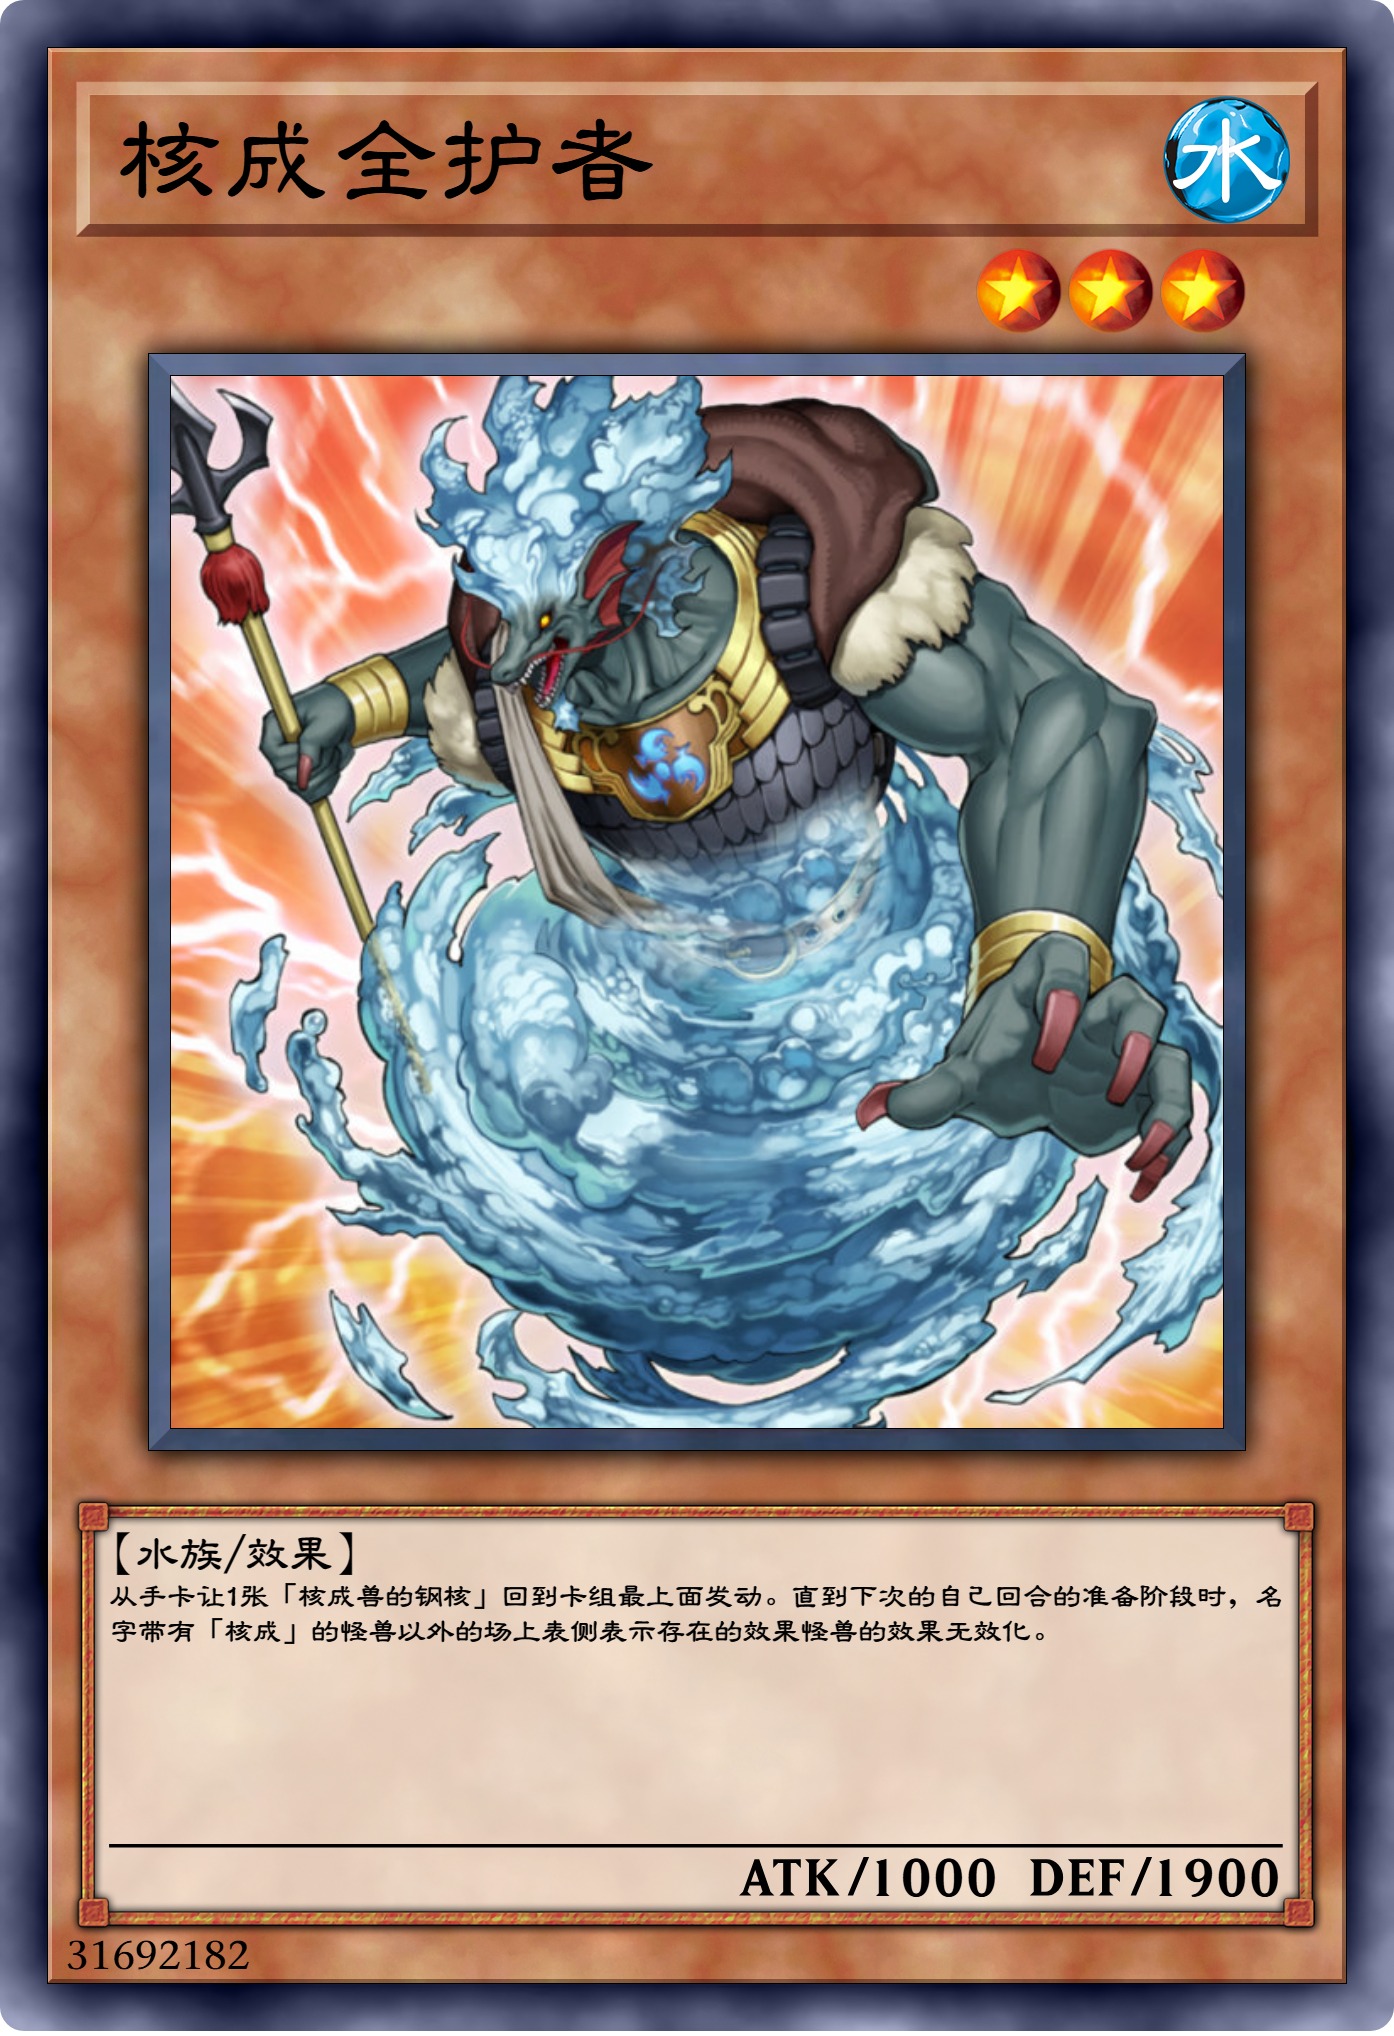 核成全护者
水
【水族/效果】
从手卡让1张「核成兽的钢核」回到卡组最上面发动。直到下次的自己回合的准备阶段时，名
字带有「核成」的怪兽以外的场上表侧表示存在的效果怪兽的效果无效化。
ATK/1000 DEF/1900
31692182